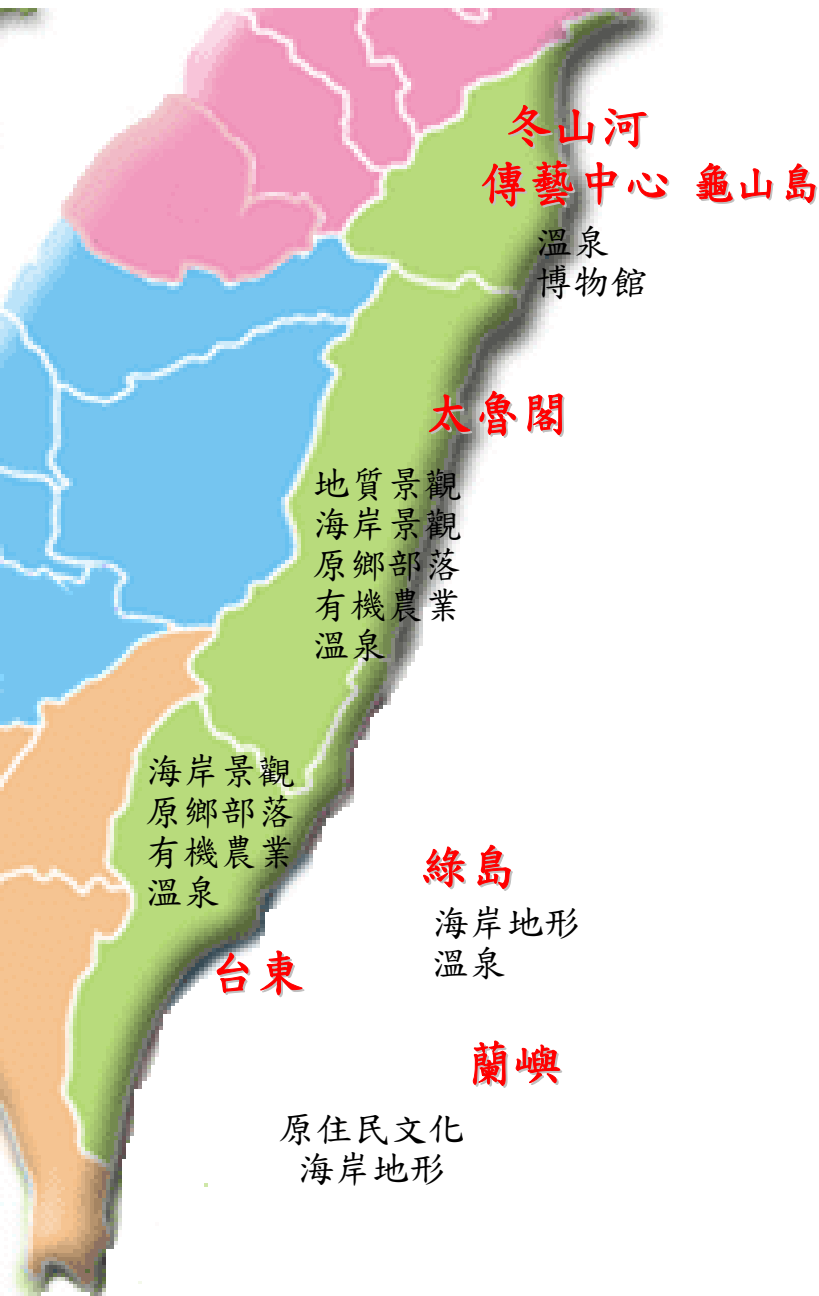 冬山河
傳藝中心 龜山島
溫泉
博物館
太魯閣
地質景觀
海岸景觀
原鄉部落
有機農業
溫泉
海岸景觀
原鄉部落
有機農業
溫泉
綠島
海岸地形
溫泉
台東
蘭嶼
原住民文化
海岸地形